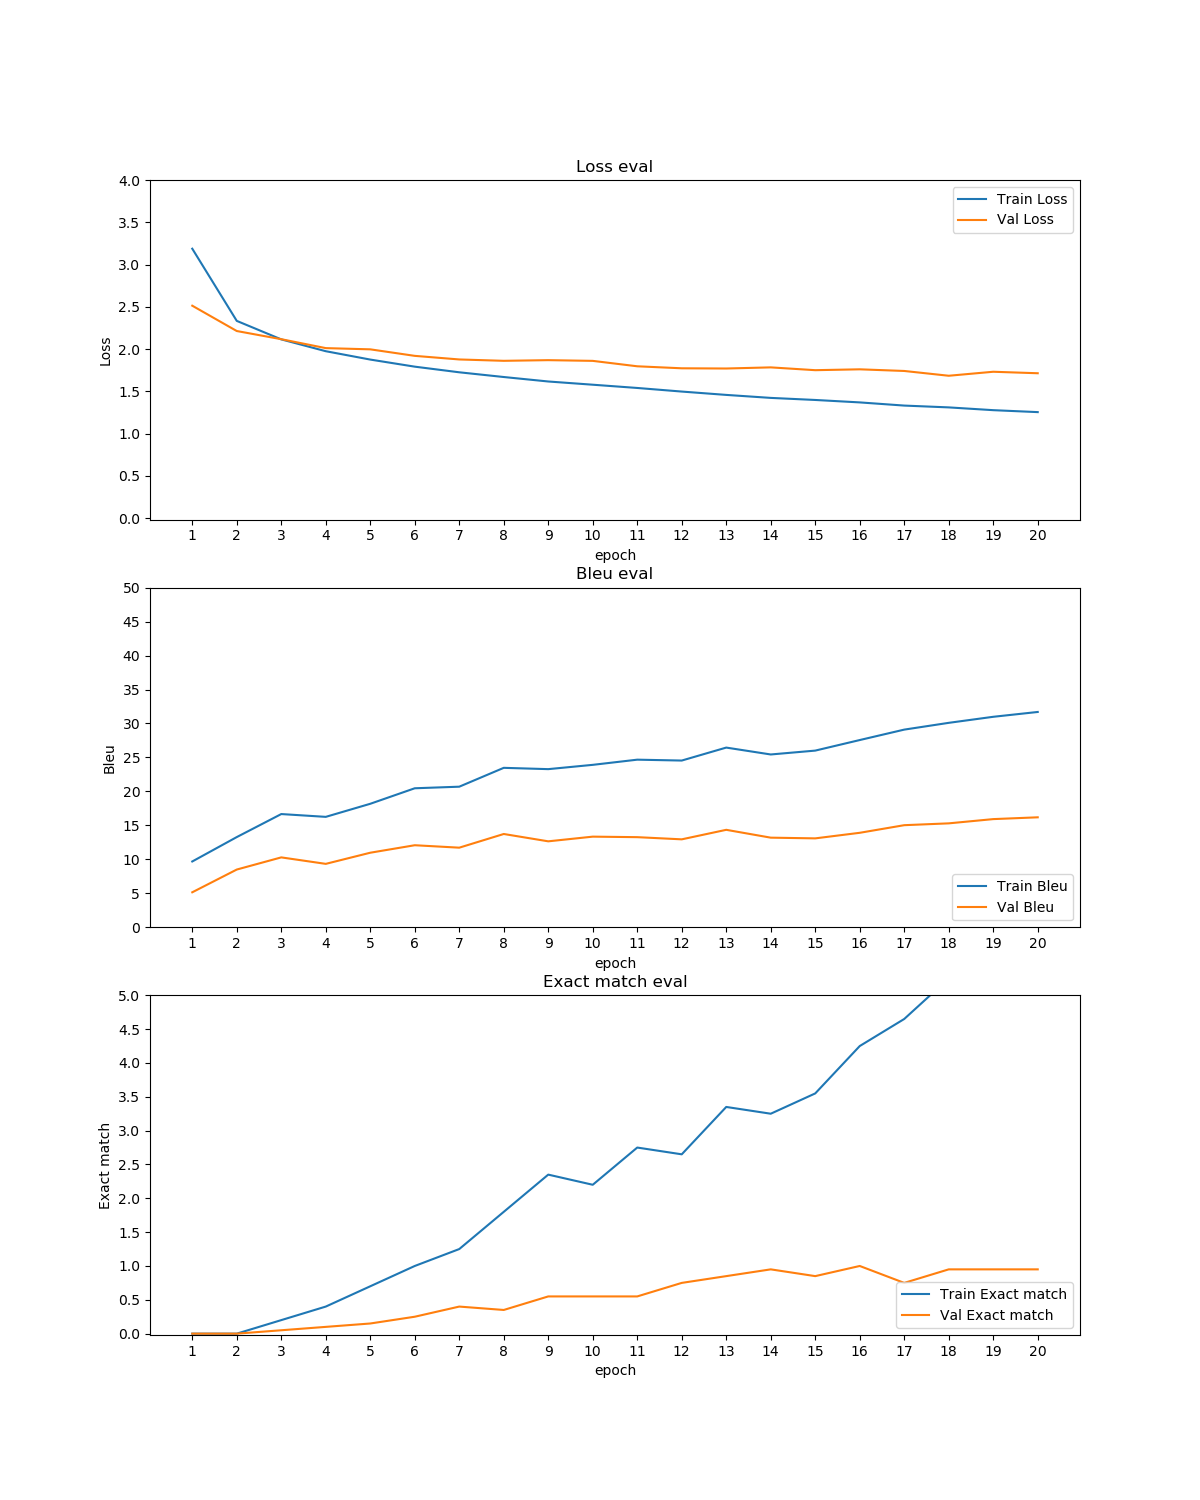 Loss eval
4.0
3.5
3.0
2.5
2.0
1.5
1.0
0.5
0.0
Loss
Train Loss
Val Loss
1 2 3 4 5 6 7 8 9 10 11 12 13 14 15 16 17 18 19 20
epoch
Bleu eval
50
45
40
35
30
25
20
15
10
5
0
Bleu
Train Bleu
Val Bleu
1 2 3 4 5 6 7 8 9 10 11 12 13 14 15 16 17 18 19 20
epoch
Exact match eval
5.0
4.5
4.0
3.5
3.0
2.5
2.0
1.5
1.0
0.5
0.0
Exact match
Train Exact match
Val Exact match
1 2 3 4 5 6 7 8 9 10 11 12 13 14 15 16 17 18 19 20
epoch